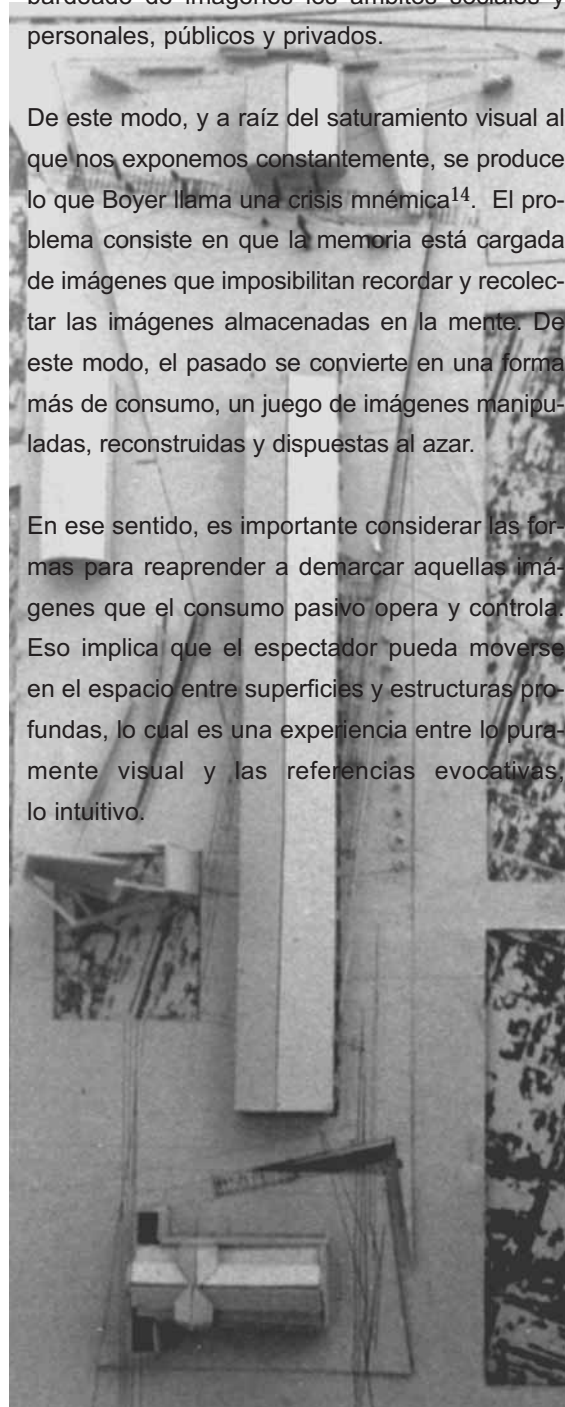 bardeado de imágenes los ámbitos sociales y
personales, públicos y privados.
De este modo, y a raíz del saturamiento visual al
que nos exponemos constantemente, se produce
lo que Boyer llama una crisis mnémica14. El pro-
blema consiste en que la memoria está cargada
de imágenes que imposibilitan recordar y recolec-
tar las imágenes almacenadas en la mente. De
este modo, el pasado se convierte en una forma
más de consumo, un juego de imágenes manipu-
ladas, reconstruidas y dispuestas al azar.
En ese sentido, es importante considerar las for-
mas para reaprender a demarcar aquellas imá-
genes que el consumo pasivo opera y controla.
Eso implica que el espectador pueda moverse
en el espacio entre superficies y estructuras pro-
fundas, lo cual es una experiencia entre lo pura-
mente visual y las referencias evocativas,
lo intuitivo.